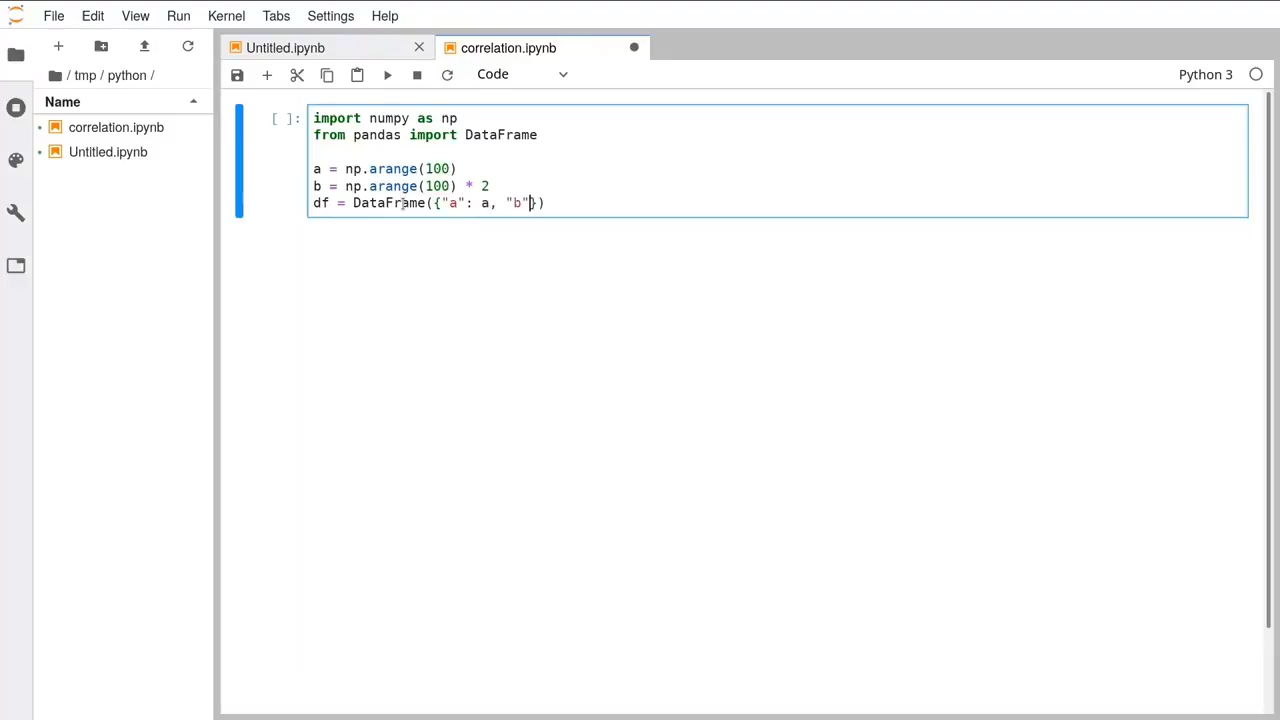 File Edit View Run Kernel Tabs Settings Help
Untitled.ipynb correlation.ipynb
Code Python 3
/ tmp / python /
Name
correlation.ipynb
Untitled.ipynb
[ ]: import numpy as np
from pandas import DataFrame
a = np.arange(100)
b = np.arange(100) * 2
df = DataFrame({"a": a, "b"})